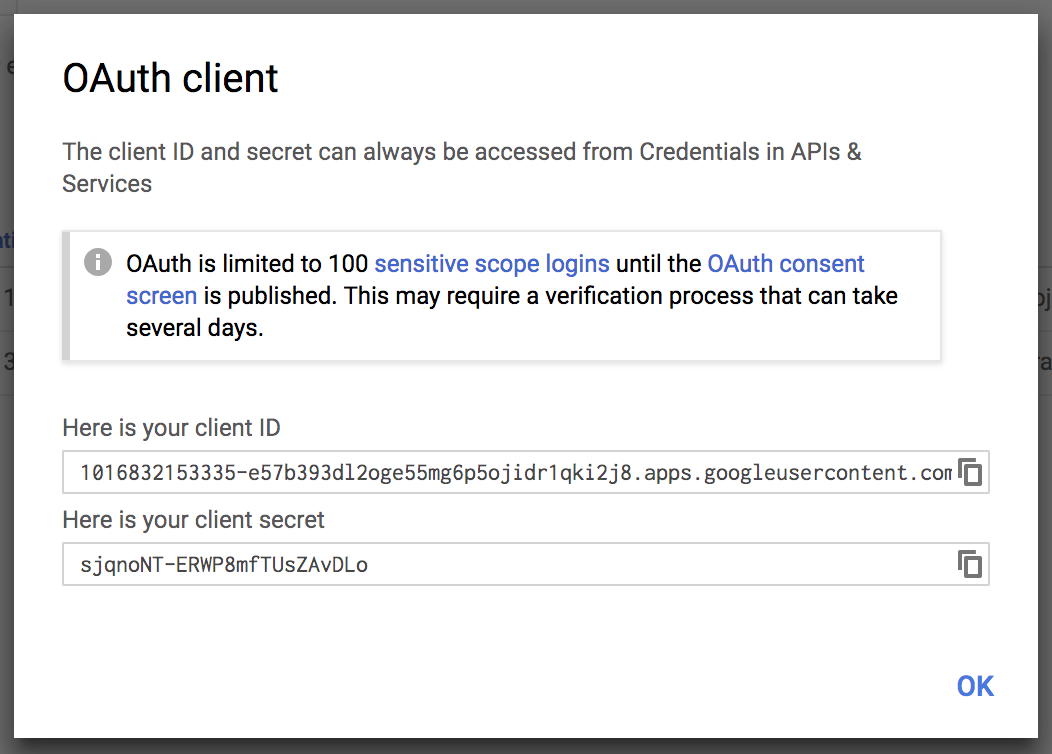 OAuth client
The client ID and secret can always be accessed from Credentials in APIs &
Services
OAuth is limited to 100 sensitive scope logins until the OAuth consent
screen is published. This may require a verification process that can take
several days.
Here is your client ID
1016832153335-e57b393dl2oge55mg6p5ojidr1qki2j8.apps.googleusercontent.com
Here is your client secret
sjqnoNT-ERWP8mfTUsZAvDLo
OK